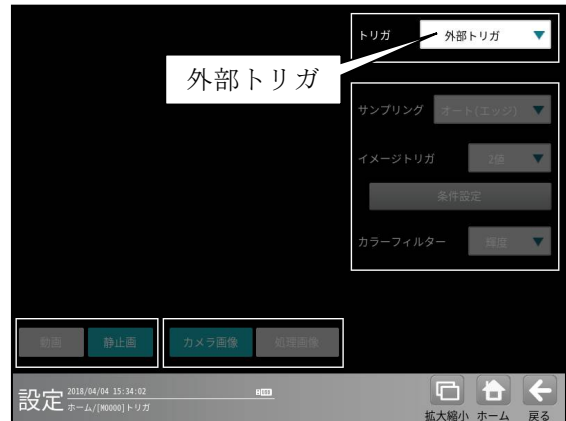 トリガ 外部トリガ
外部トリガ
サンプリング オート(エッジ)
イメージトリガ 2値
条件設定
カラーフィルター 輝度
動画 静止画 カメラ画像 処理画像
設定 2018/04/04 15:34:02
ホーム/[M0000]トリガ
拡大縮小 ホーム 戻る